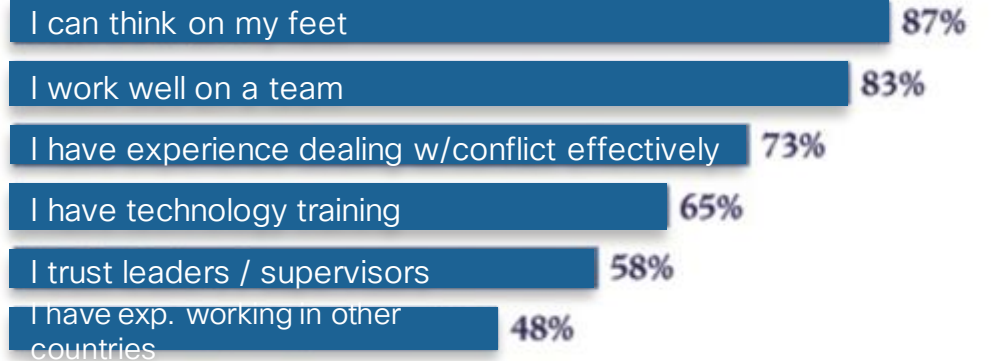 I can think on my feet 87%
I work well on a team 83%
I have experience dealing w/conflict effectively 73%
I have technology training 65%
I trust leaders / supervisors 58%
I have exp. working in other
countries 48%